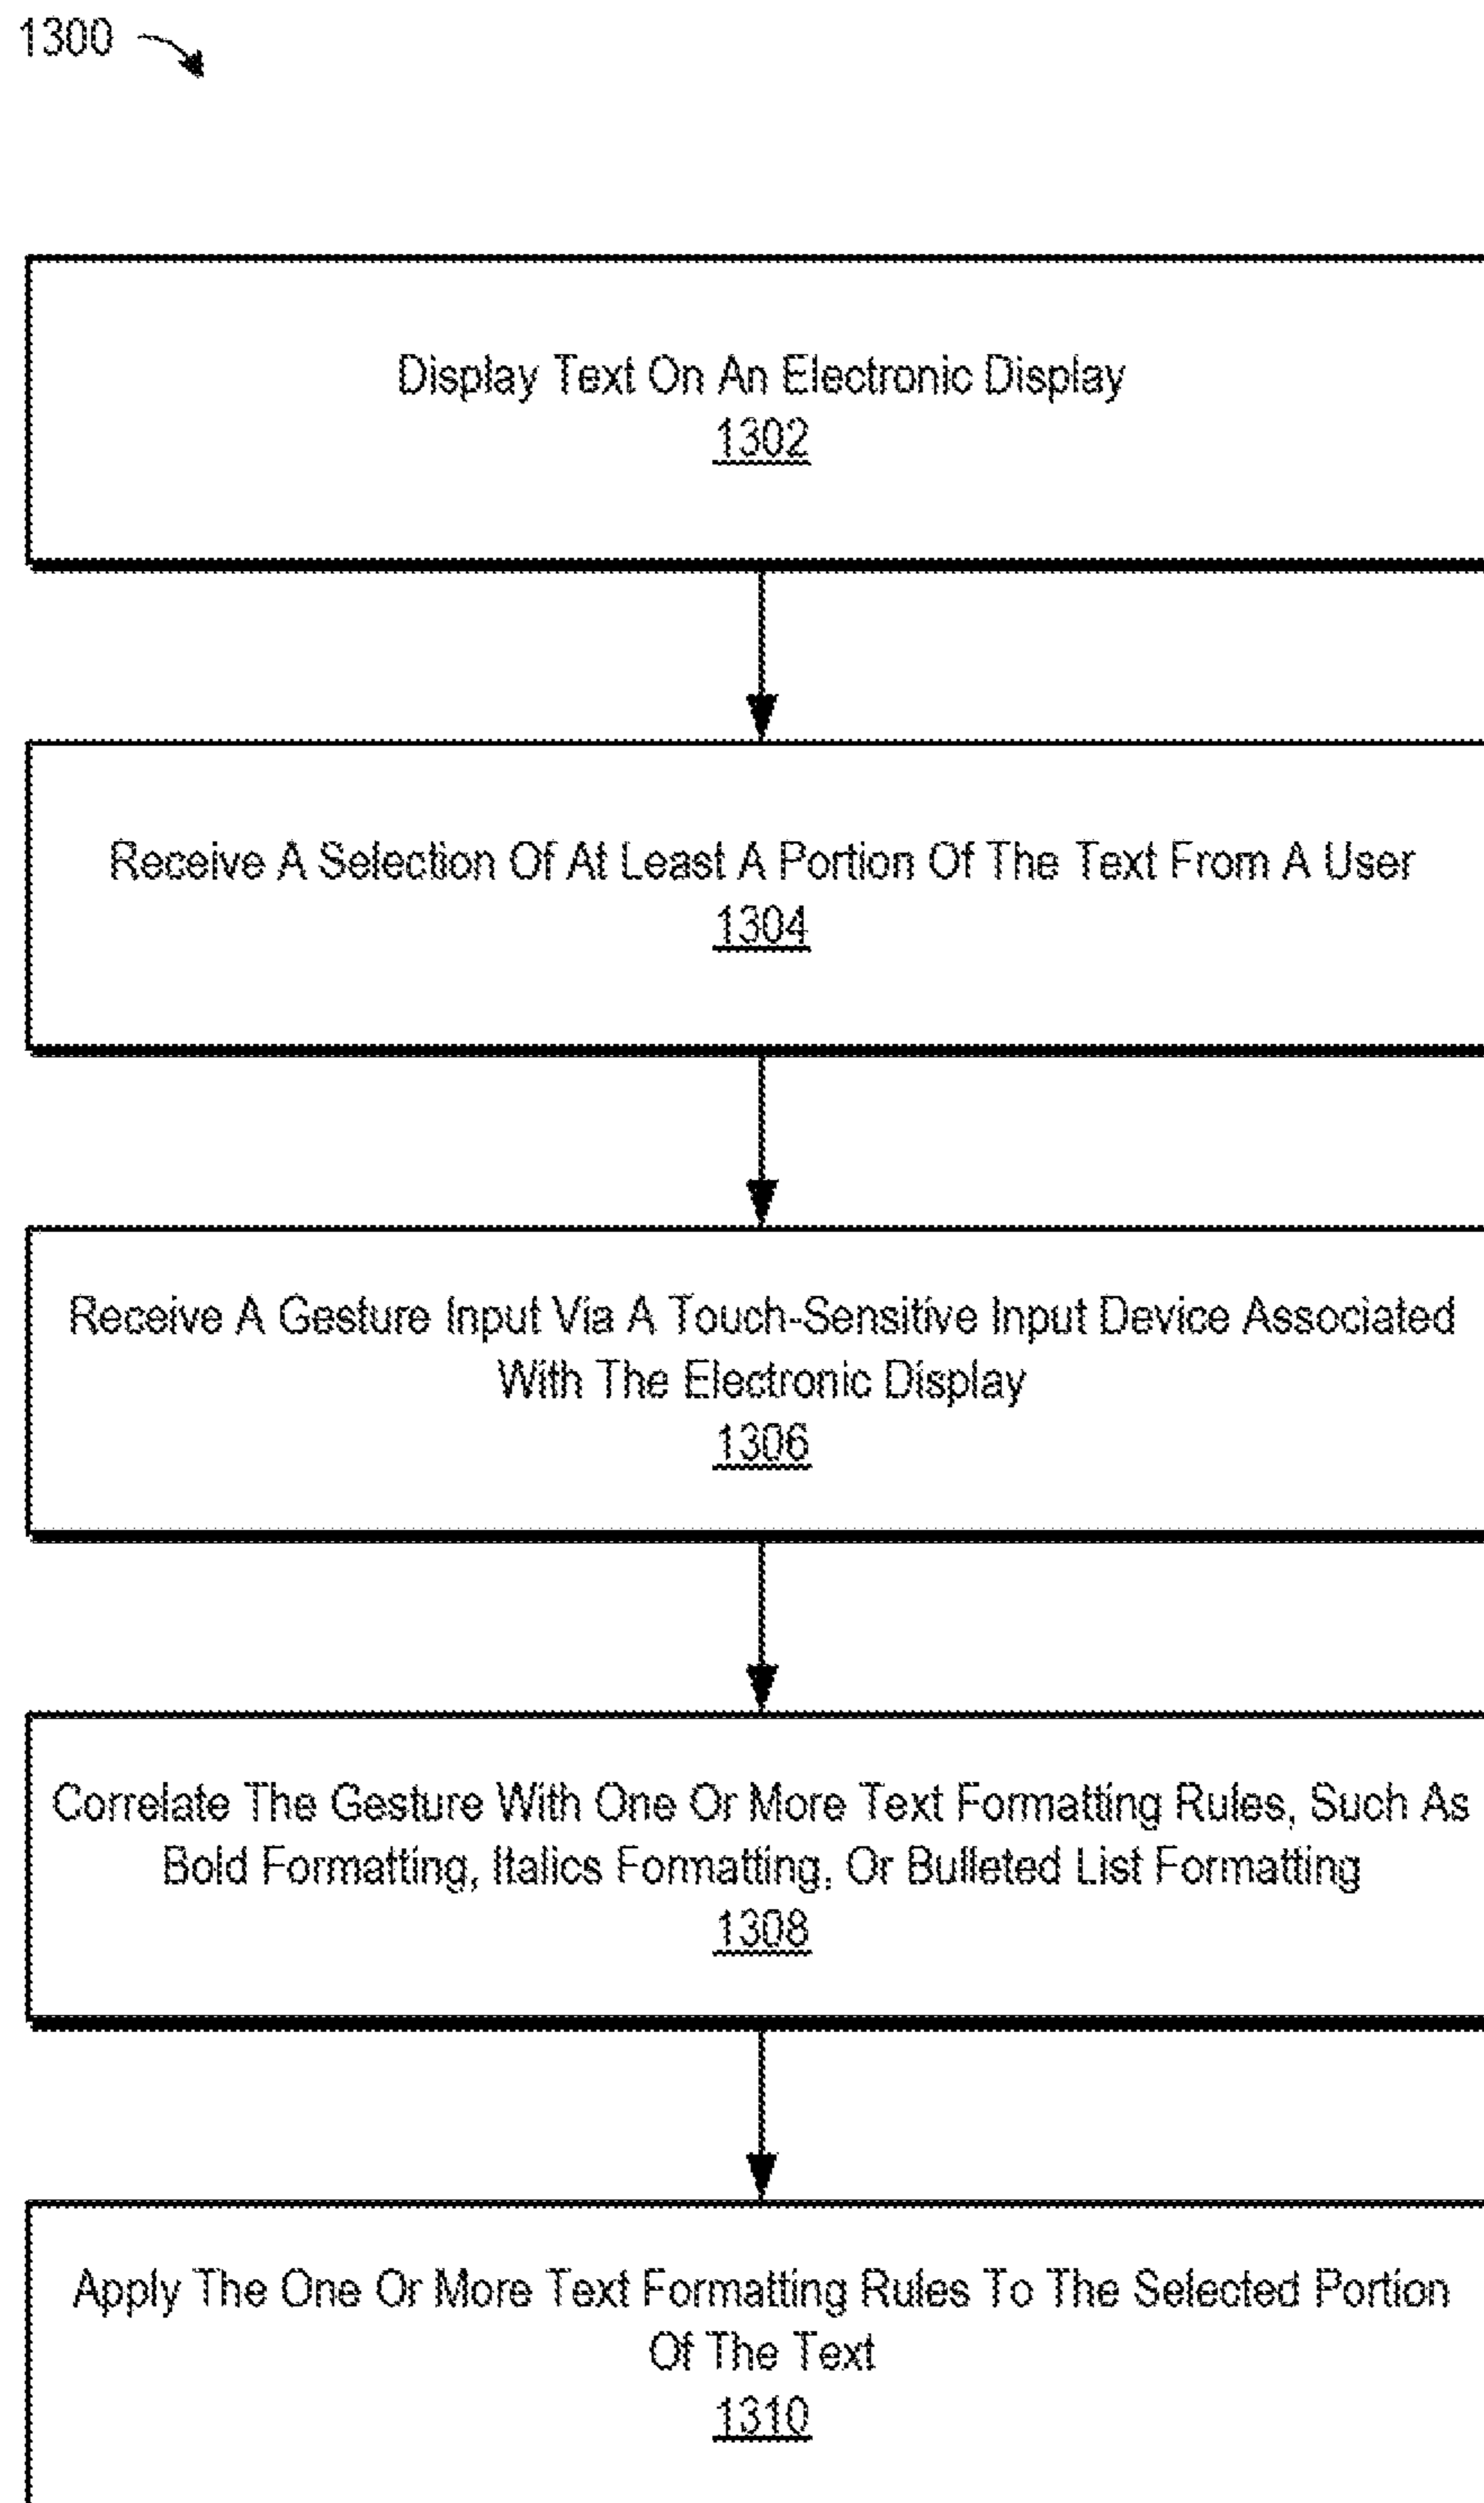 1300
Display Text On An Electronic Display
1302
Receive A Selection Of At Least A Portion Of The Text From A User
1304
Receive A Gesture Input Via A Touch-Sensitive Input Device Associated
With The Electronic Display
1306
Correlate The Gesture With One Or More Text Formatting Rules, Such As
Bold Formatting, Italics Formatting, Or Bulleted List Formatting
1308
Apply The One Or More Text Formatting Rules To The Selected Portion
Of The Text
1310